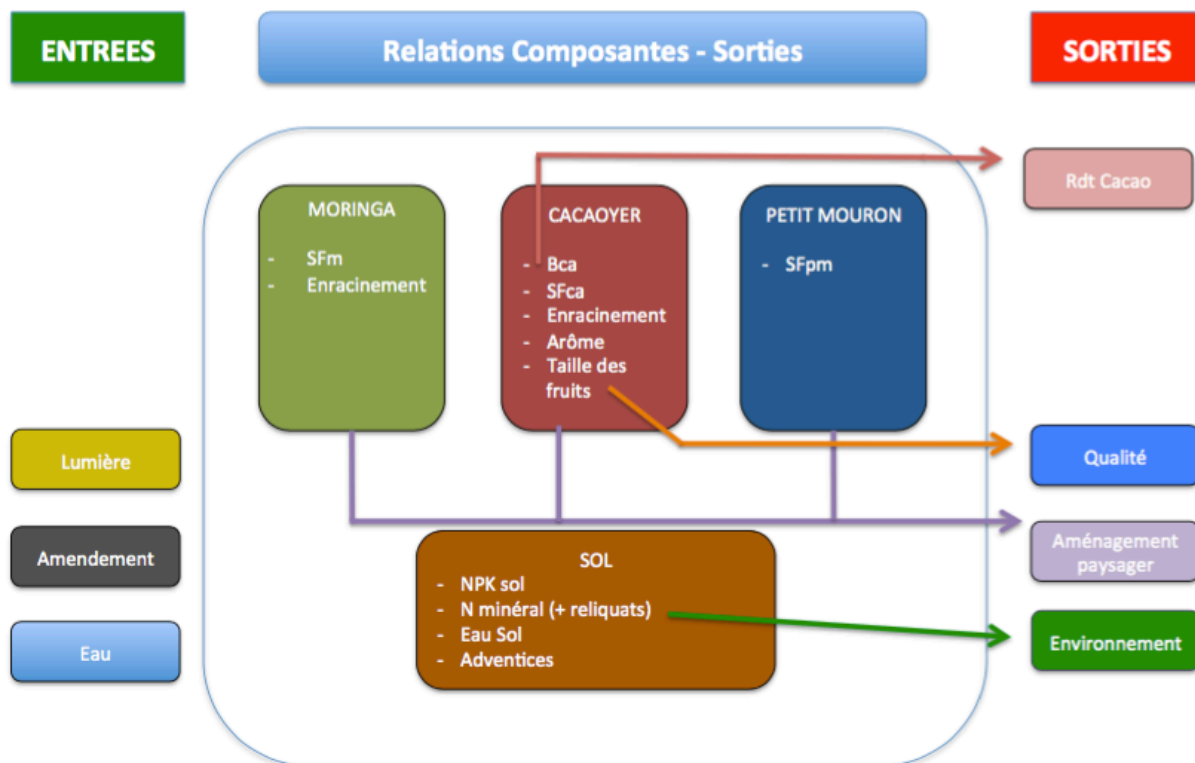 ENTREES
Relations Composantes - Sorties
SORTIES
MORINGA
- SFm
- Enracinement
CACAOYER
- Bca
- SFca
- Enracinement
- Arôme
- Taille des
fruits
PETIT MOURON
- SFpm
Rdt Cacao
Lumière
Qualité
Amendement
Aménagement
paysager
SOL
- NPK sol
- N minéral (+ reliquats)
- Eau Sol
- Adventices
Eau
Environnement